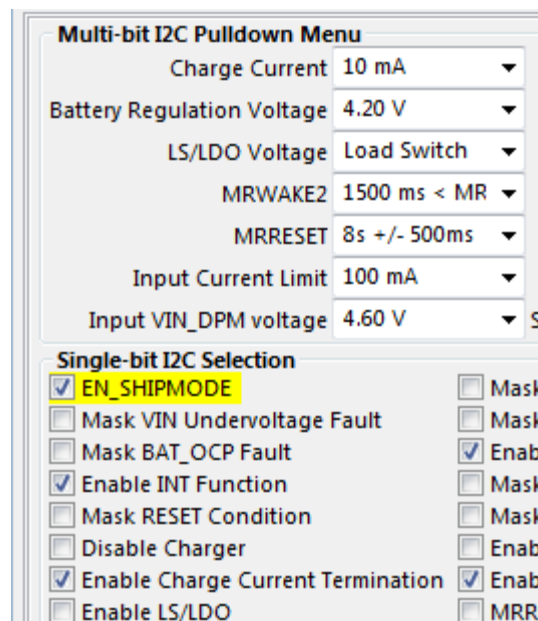 Multi-bit I2C Pulldown Menu
Charge Current 10 mA
Battery Regulation Voltage 4.20 V
LS/LDO Voltage Load Switch
MRWAKE2 1500 ms < MR
MRRESET 8s +/- 500ms
Input Current Limit 100 mA
Input VIN_DPM voltage 4.60 V S
Single-bit I2C Selection
EN_SHIPMODE Mask
Mask VIN Undervoltage Fault Mask
Mask BAT_OCP Fault Enab
Enable INT Function Mask
Mask RESET Condition Mask
Disable Charger Enab
Enable Charge Current Termination Enab
Enable LS/LDO MRR